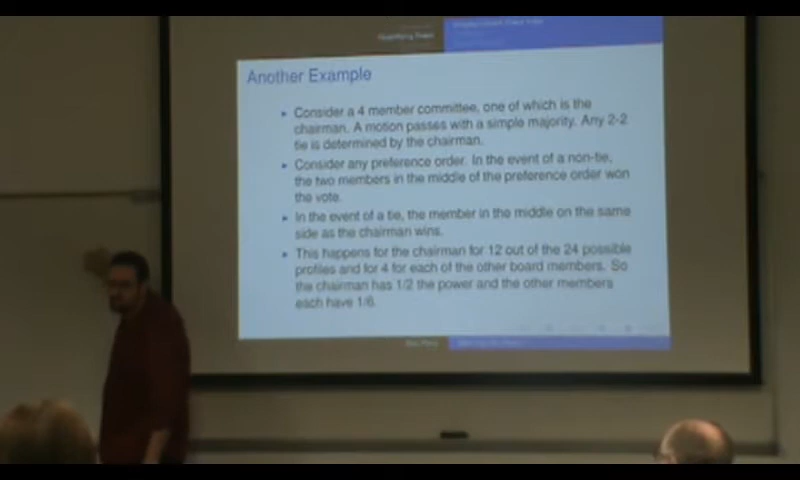 Another Example
Consider a 4 member committee, one of which is the
chairman. A motion passes with a simple majority. Any 2-2
tie is determined by the chairman.
Consider any preference order. In the event of a non-tie,
the two members in the middle of the preference order won
the vote.
In the event of a tie, the member in the middle on the same
side as the chairman wins.
This happens for the chairman for 12 out of the 24 possible
profiles and for 4 for each of the other board members. So
the chairman has 1/2 the power and the other members
each have 1/6.